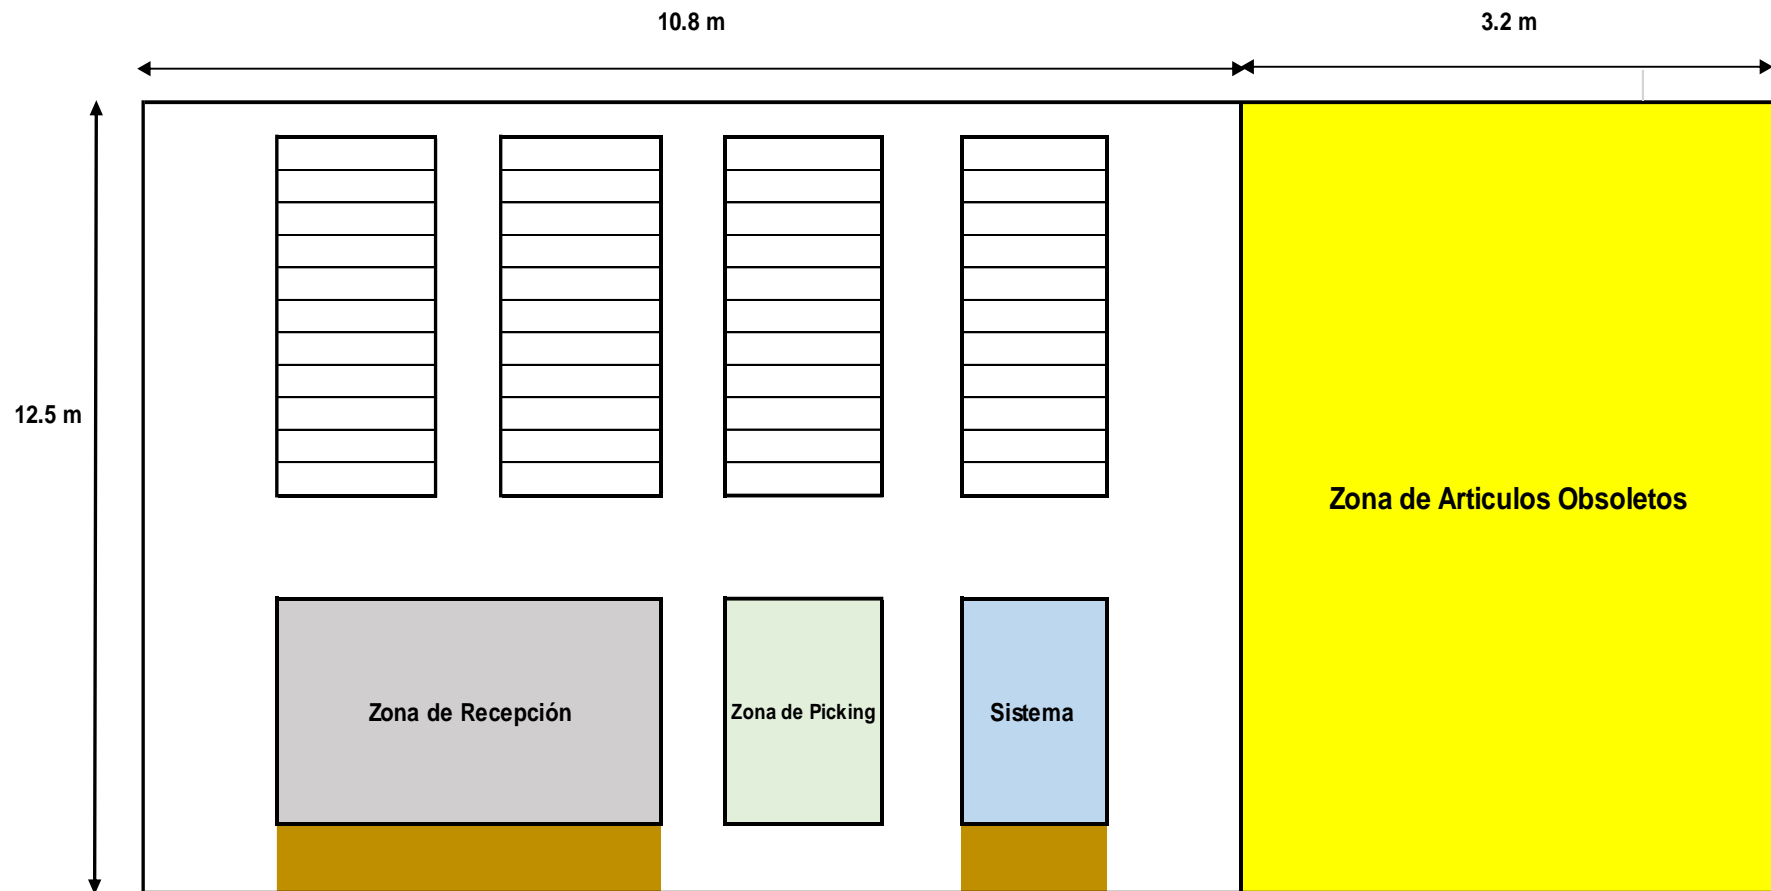 10.8 m
3.2 m
12.5 m
Zona de Articulos Obsoletos
Zona de Recepción
Zona de Picking
Sistema